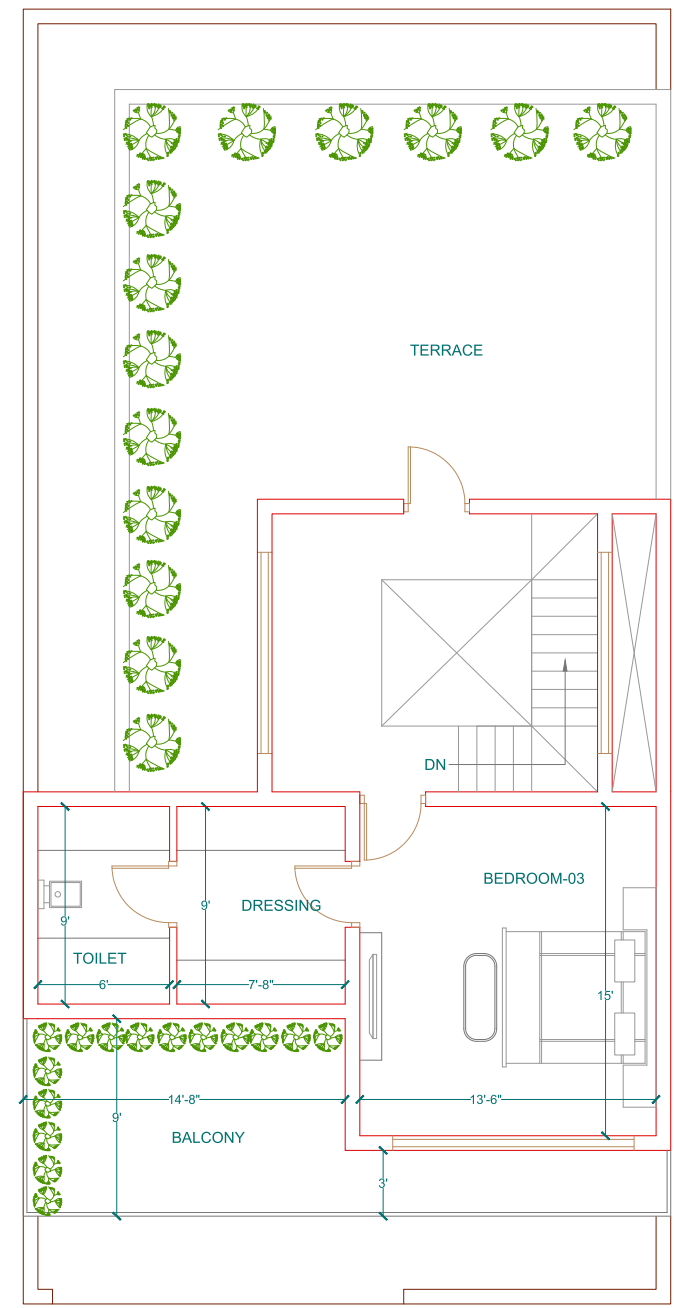 TERRACE
DN
BEDROOM-03
9'
9'
DRESSING
TOILET
6'
7'-8"
15'
14'-8"
13'-6"
9'
BALCONY
3'